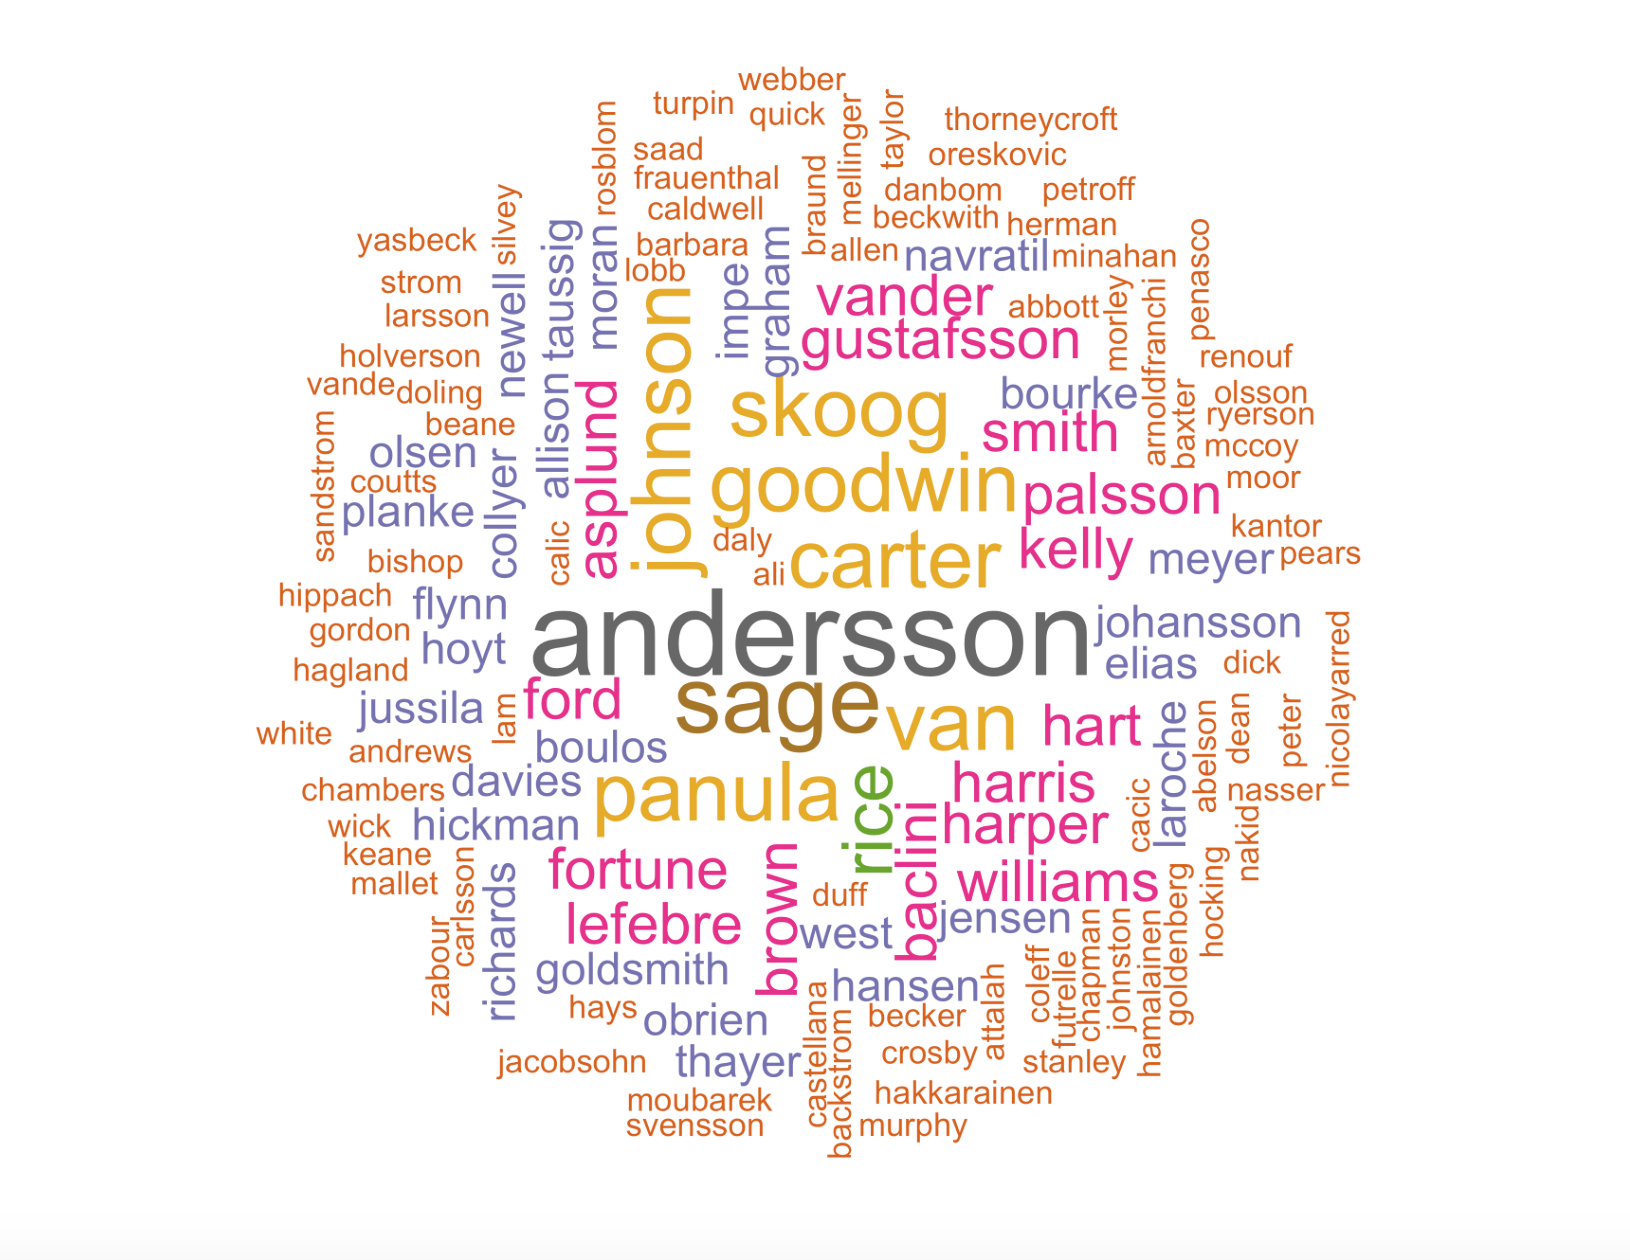 webber
turpin
quick
thorneycroft
rosblom
mellinger
taylor
saad
oreskovic
frauenthal
braund
danbom
petroff
caldwell
beckwith
herman
silvey
yasbeck
taussig
moran
barbara
graham
allen
navratil
minahan
penasco
lobb
impe
strom
newell
johnson
vander
abbott
morley
arnoldfranchi
larsson
gustafsson
holverson
renouf
vande
doling
allison
asplund
skoog
bourke
baxter
olsson
ryerson
beane
smith
mccoy
sandstrom
olsen
collyer
goodwin
palsson
moor
coutts
planke
kantor
calic
daly
kelly
meyer
pears
bishop
ali
carter
hippach
flynn
andersson
johansson
gordon
hoyt
elias
dick
nicolayarred
hagland
jussila
lam
ford
sage
van
hart
laroche
abelson
dean
peter
white
andrews
boulos
chambers
davies
panula
rice
harris
cacic
nasser
wick
hickman
baclini
harper
nakid
keane
mallet
carlsson
richards
fortune
brown
duff
williams
goldenberg
hocking
zabour
lefebre
west
jensen
coleff
futrelle
chapman
johnston
hamalainen
goldsmith
hansen
attalah
hays
obrien
castellana
backstrom
becker
jacobsohn
thayer
crosby
stanley
moubarek
hakkarainen
svensson
murphy